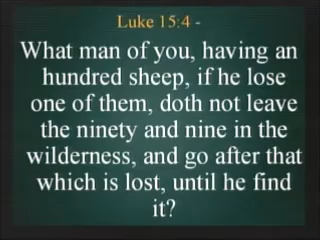 Luke 15:4 -
What man of you, having an
hundred sheep, if he lose
one of them, doth not leave
the ninety and nine in the
wilderness, and go after that
which is lost, until he find
it?